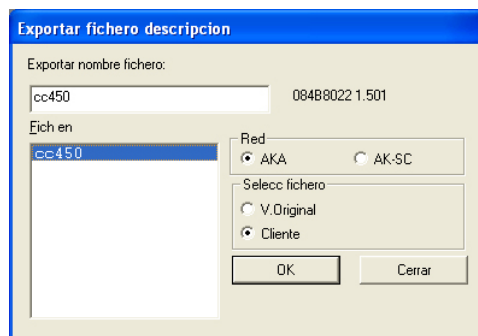 Exportar fichero descripcion
Exportar nombre fichero:
cc450
084B8022 1.501
Fich en
cc450
Red
AKA
AK-SC
Selecc fichero
V.Original
Cliente
OK
Cerrar